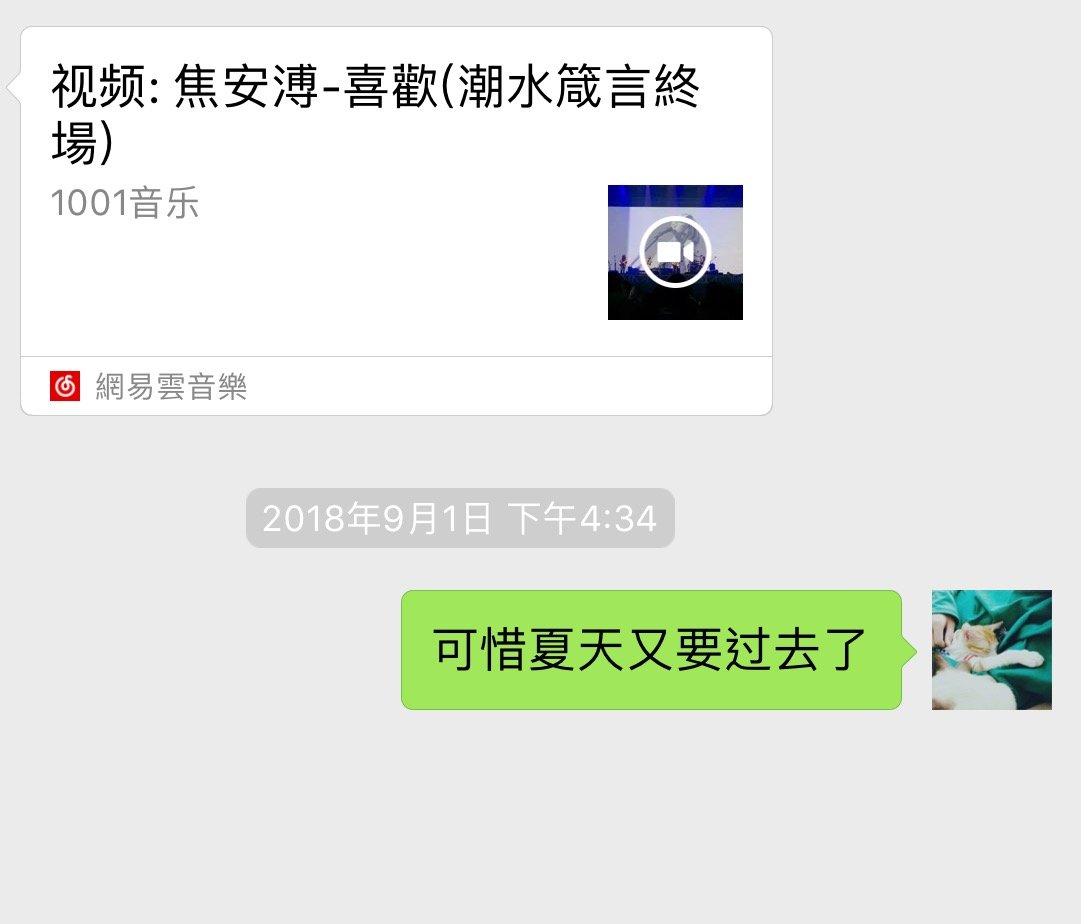 视频: 焦安溥-喜歡(潮水箴言終
場)
1001音乐
網易雲音樂
2018年9月1日 下午4:34
可惜夏天又要过去了